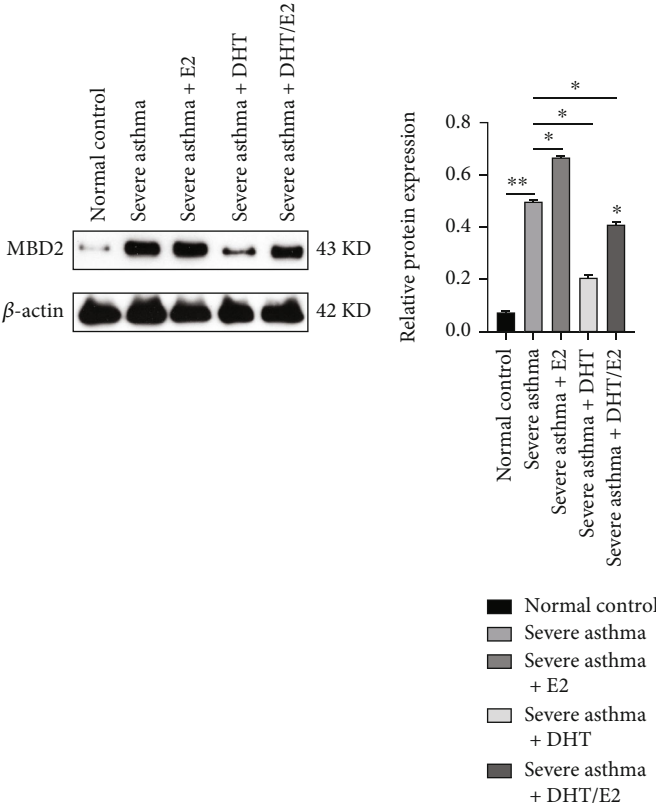 Normal control
Severe asthma
Severe asthma + E2
Severe asthma + DHT
Severe asthma + DHT/E2
MBD2
43 KD
β-actin
42 KD
Relative protein expression
0.8
0.6
0.4
0.2
0.0
*
*
*
**
*
Normal control
Severe asthma
Severe asthma + E2
Severe asthma + DHT
Severe asthma + DHT/E2
Normal control
Severe asthma
Severe asthma
+ E2
Severe asthma
+ DHT
Severe asthma
+ DHT/E2